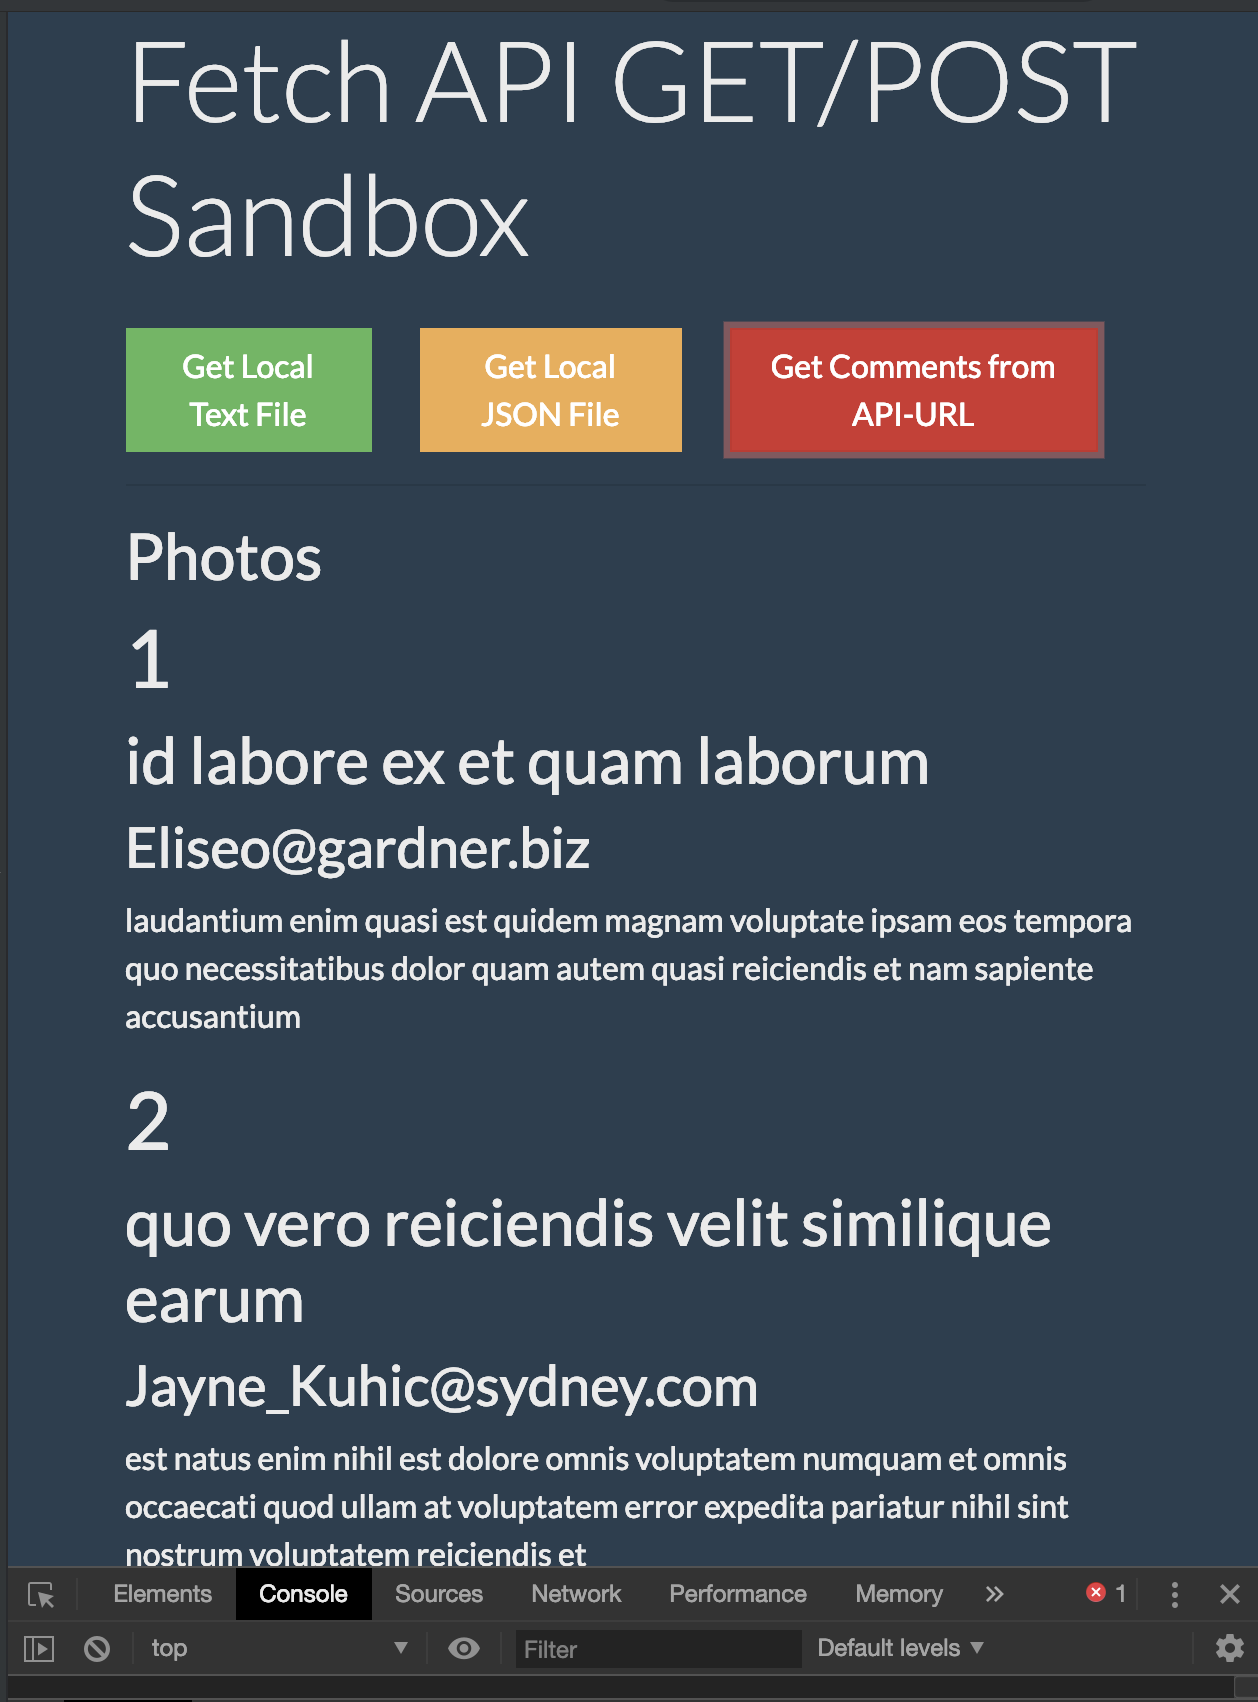 Fetch API GET/POST
Sandbox
Get Local
Text File
Get Local
JSON File
Get Comments from
API-URL
Photos
1
id labore ex et quam laborum
Eliseo@gardner.biz
laudantium enim quasi est quidem magnam voluptate ipsam eos tempora
quo necessitatibus dolor quam autem quasi reiciendis et nam sapiente
accusantium
2
quo vero reiciendis velit similique
earum
Jayne_Kuhic@sydney.com
est natus enim nihil est dolore omnis voluptatem numquam et omnis
occaecati quod ullam at voluptatem error expedita pariatur nihil sint
nostrum voluptatem reiciendis et
Elements Console Sources Network Performance Memory » 1
top Filter Default levels